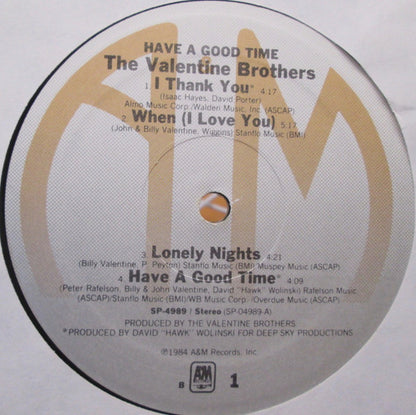 HAVE A GOOD TIME
The Valentine Brothers
1. I Thank You* 4:17
(Isaac Hayes, David Porter)
Almo Music Corp./Walden Music, Inc. (ASCAP)
2. When (I Love You) 5:17
(John & Billy Valentine, Wiggins) Stanflo Music (BMI)
3. Lonely Nights 4:21
(Billy Valentine, P. Peyton) Stanflo Music (BMI) Muspey Music (ASCAP)
4. Have A Good Time* 4:09
(Peter Rafelson, Billy & John Valentine, David "Hawk" Wolinski) Rafelson Music
(ASCAP)/Stanflo Music (BMI)/WB Music Corp. /Overdue Music (ASCAP)
SP-4989 / Stereo (SP-04989-A)
PRODUCED BY THE VALENTINE BROTHERS
*PRODUCED BY DAVID "HAWK" WOLINSKI FOR DEEP SKY PRODUCTIONS
℗1984 A&M Records, Inc.
B A&M 1